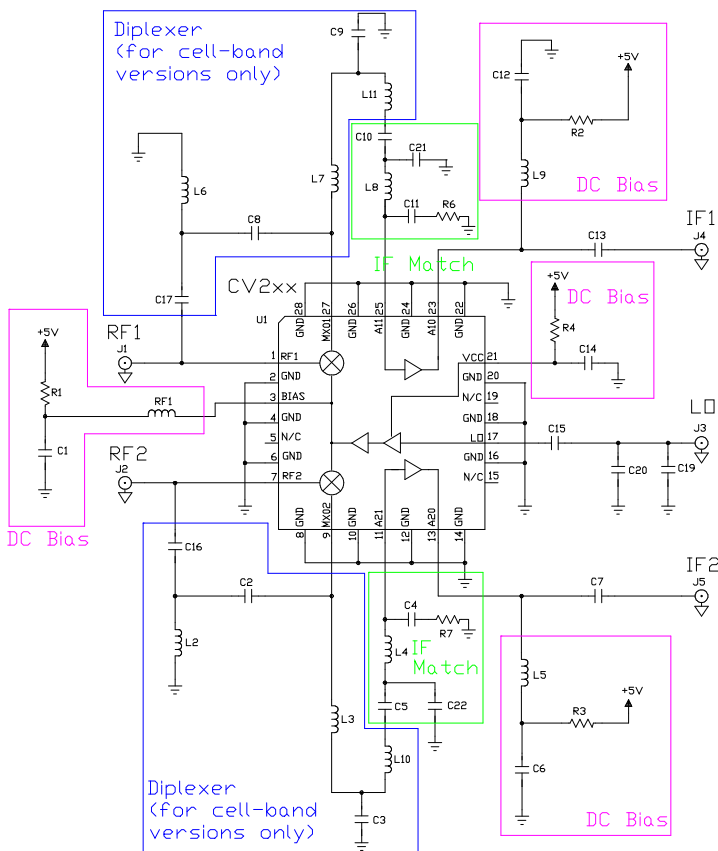 Diplexer
(for cell-band
versions only)
C9
L11
C10
C21
L8
C11
R6
IF Match
C12
+5V
R2
L9
DC Bias
IF1
J4
C13
L6
L7
C8
C17
CV2xx
U1
28
27
26
25
24
23
22
GND
MXO1
GND
A11
GND
A10
GND
+5V
DC Bias
R4
C14
RF1
J1
+5V
R1
RF1
C1
DC Bias
RF2
J2
1
RF1
2
GND
3
BIAS
4
GND
5
N/C
6
GND
7
RF2
VCC
21
GND
20
N/C
19
GND
18
LO
17
GND
16
N/C
15
LO
J3
C15
C20
C19
GND
MXO2
GND
A21
GND
A20
GND
8
9
10
11
12
13
14
C16
C2
L2
L3
C4
R7
L4
IF
Match
C5
C22
L10
C3
Diplexer
(for cell-band
versions only)
IF2
J5
C7
L5
+5V
R3
C6
DC Bias